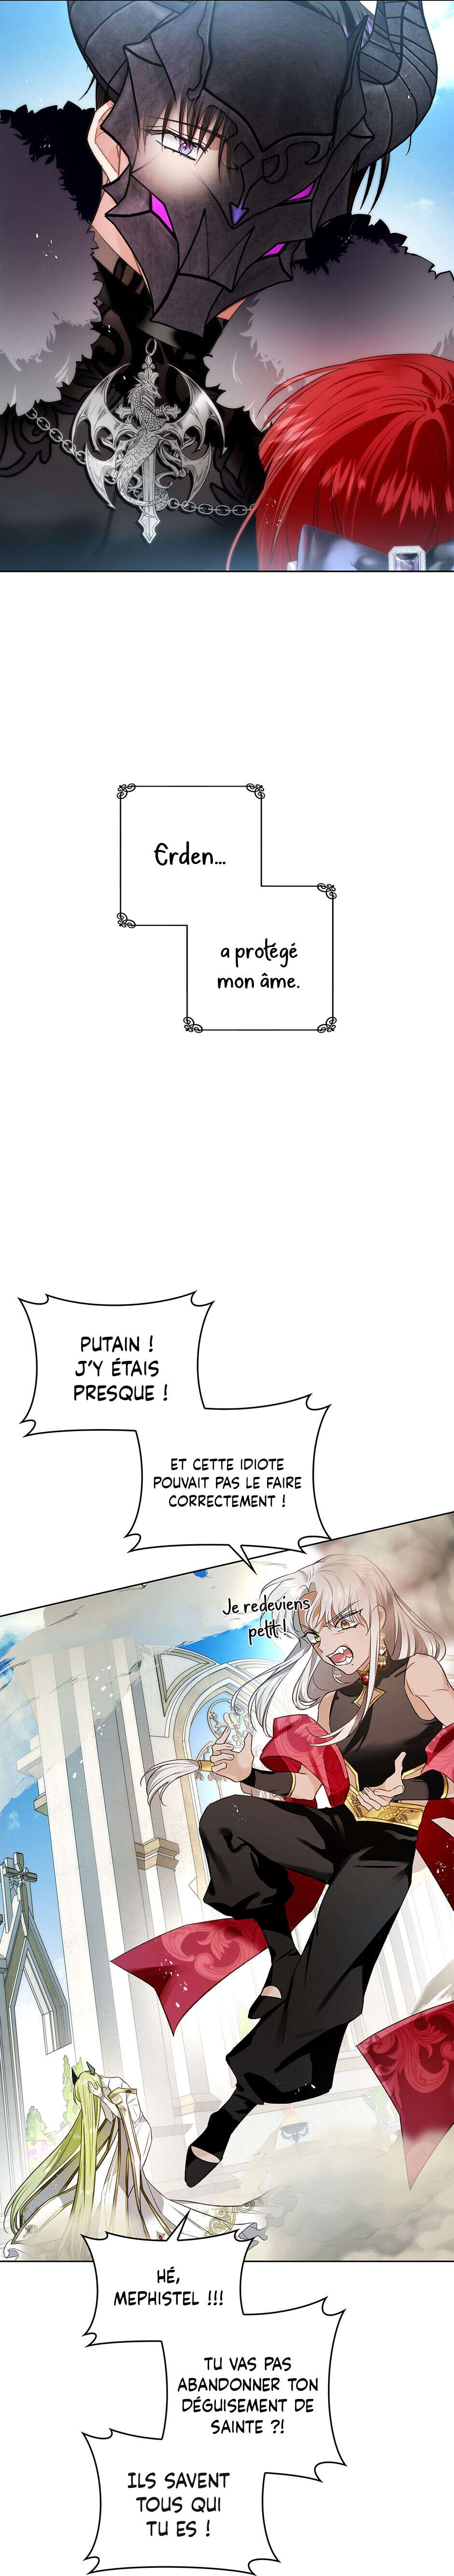 Erden...
a protégé
mon âme.
PUTAIN !
J'Y ÉTAIS
PRESQUE !
ET CETTE IDIOTE
POUVAIT PAS LE FAIRE
CORRECTEMENT !
Je redeviens
petit !
HÉ,
MEPHISTEL !!!
TU VAS PAS
ABANDONNER TON
DÉGUISEMENT DE
SAINTE ?!
ILS SAVENT
TOUS QUI
TU ES !